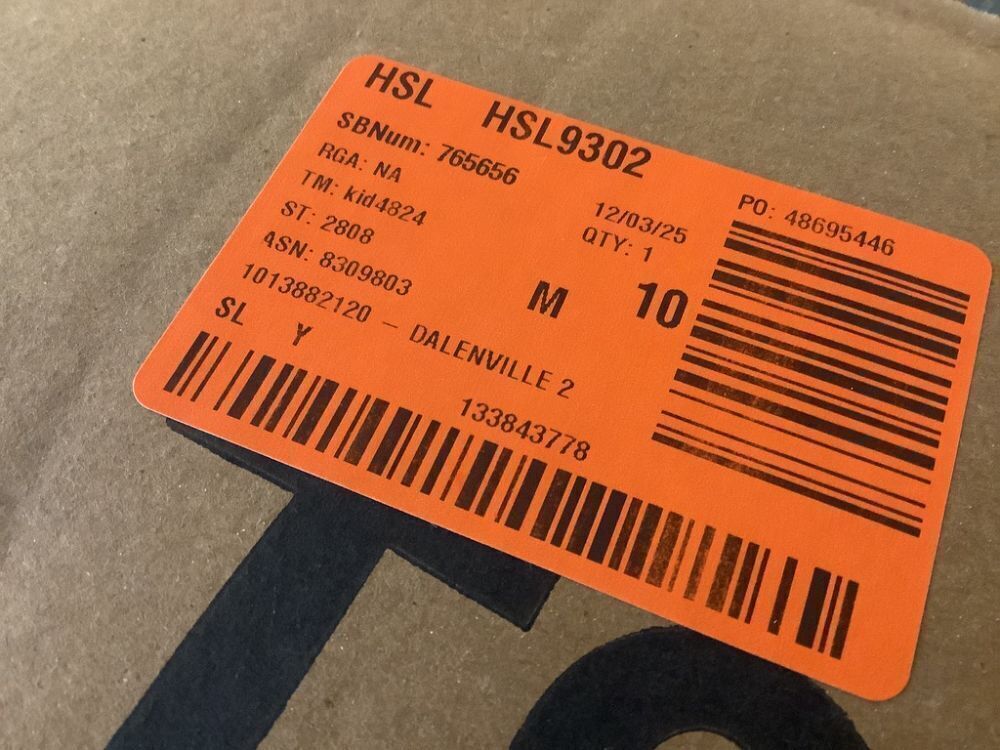 HSL HSL9302
SBNum: 765656
RGA: NA
TM: kid4824
ST: 2808
ASN: 8309803
1013882120 – DALENVILLE 2
SL Y
12/03/25
QTY: 1
M 10
PO: 48695446
133843778